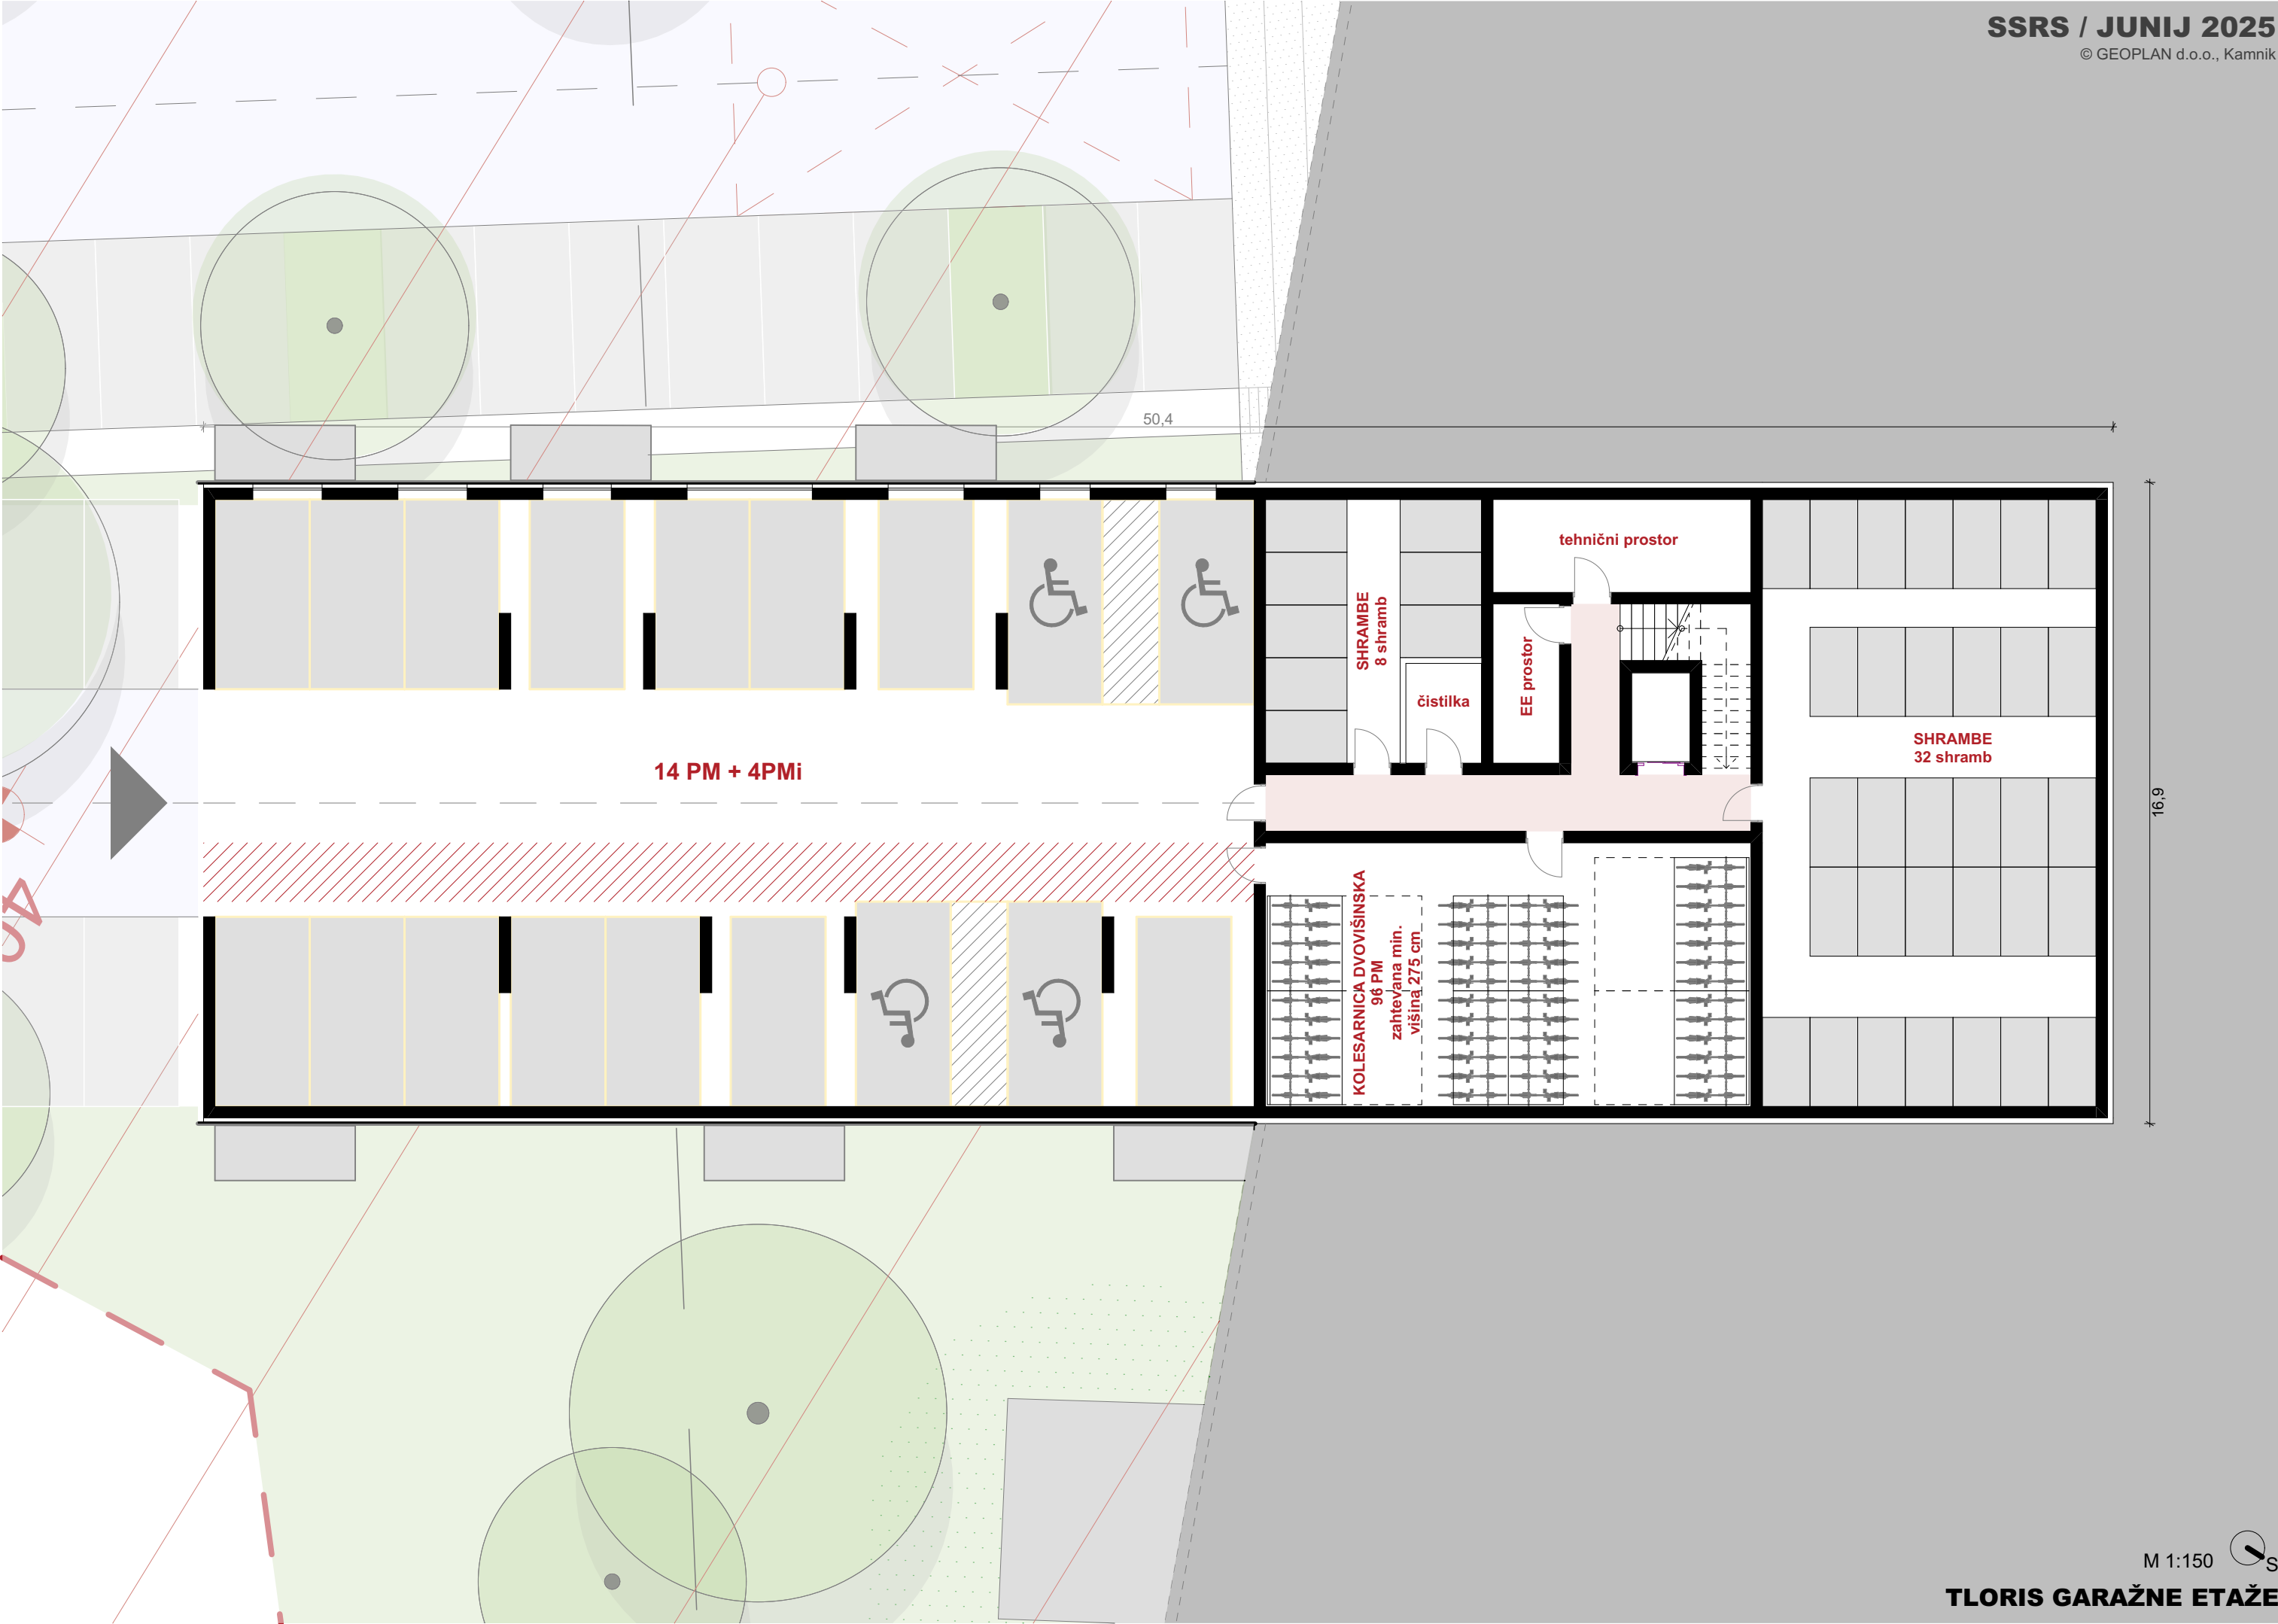 SSRS / JUNIJ 2025
© GEOPLAN d.o.o., Kamnik
50,4
tehnični prostor
SHRAMBE
8 shramb
EE prostor
čistilka
SHRAMBE
32 shramb
14 PM + 4PMi
16,9
KOLESARNICA DVOVIŠINSKA
96 PM
zahtevana min.
višina 275 cm
M 1:150
S
TLORIS GARAŽNE ETAŽE